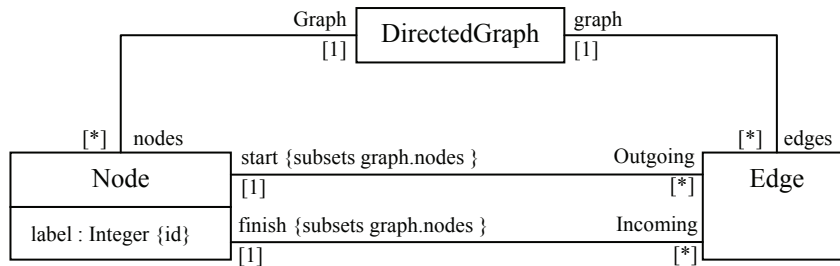 Graph
DirectedGraph
graph
[1]
[1]
[*]
nodes
[*]
edges
Node
start {subsets graph.nodes }
Outgoing
Edge
[1]
[*]
label : Integer {id}
finish {subsets graph.nodes }
Incoming
[1]
[*]